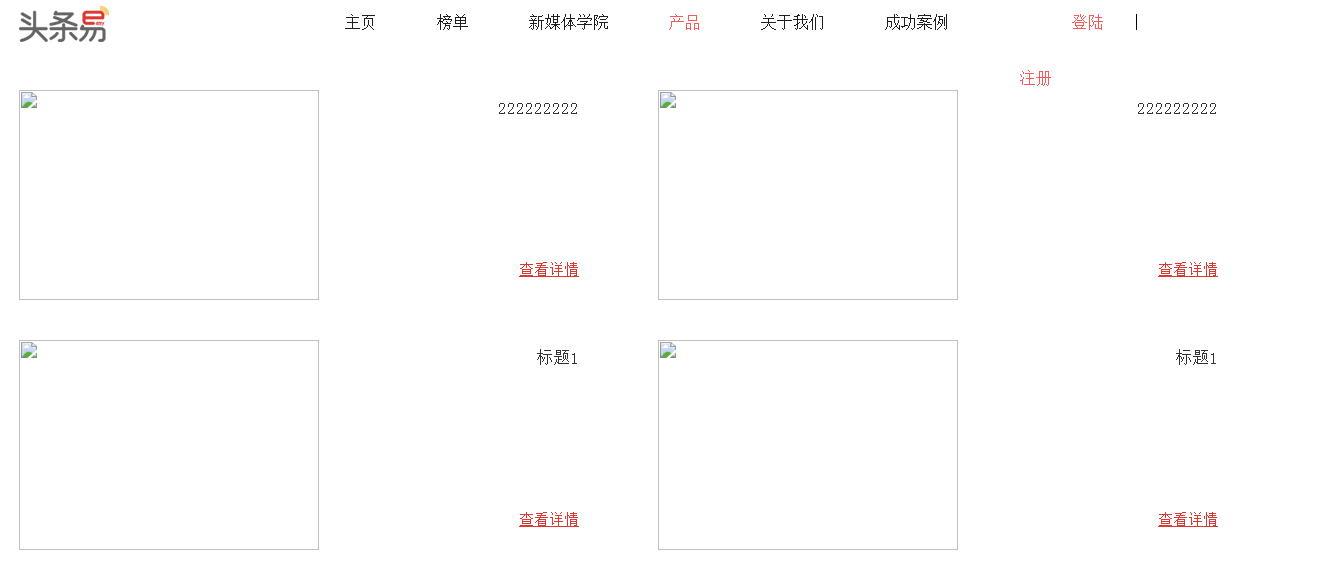 头条易 主页 榜单 新媒体学院 产品 关于我们 成功案例 登陆 |
注册
222222222 222222222
查看详情 查看详情
标题1 标题1
查看详情 查看详情